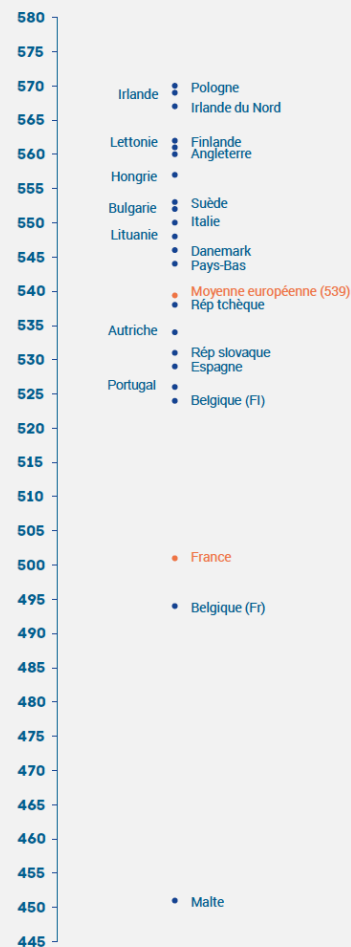 580
575
570
Pologne
Irlande
565
Irlande du Nord
Lettonie
Finlande
560
Angleterre
Hongrie
555
Suède
Bulgarie
550
Italie
Lituanie
545
Danemark
Pays-Bas
540
Moyenne européenne (539)
Rép tchèque
535
Autriche
530
Rép slovaque
Espagne
525
Portugal
Belgique (Fl)
520
515
510
505
500
France
495
Belgique (Fr)
490
485
480
475
470
465
460
455
450
Malte
445